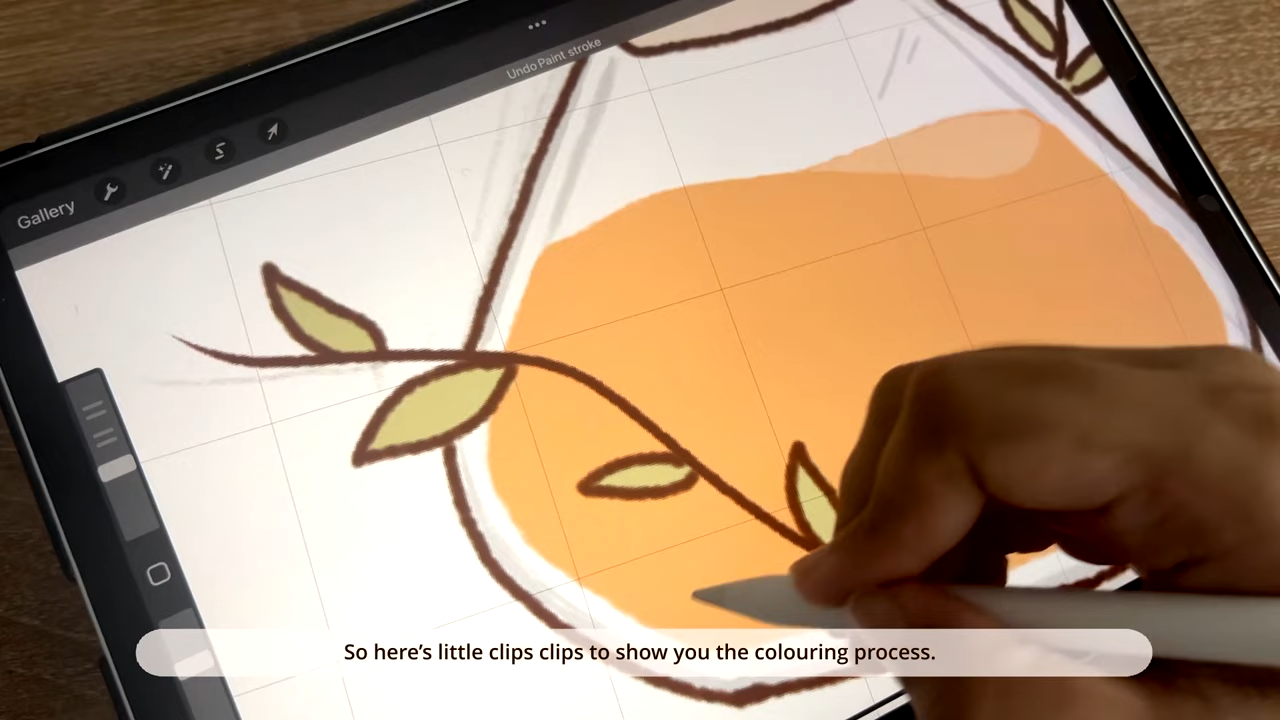 Undo Paint stroke
Gallery
So here's little clips clips to show you the colouring process.